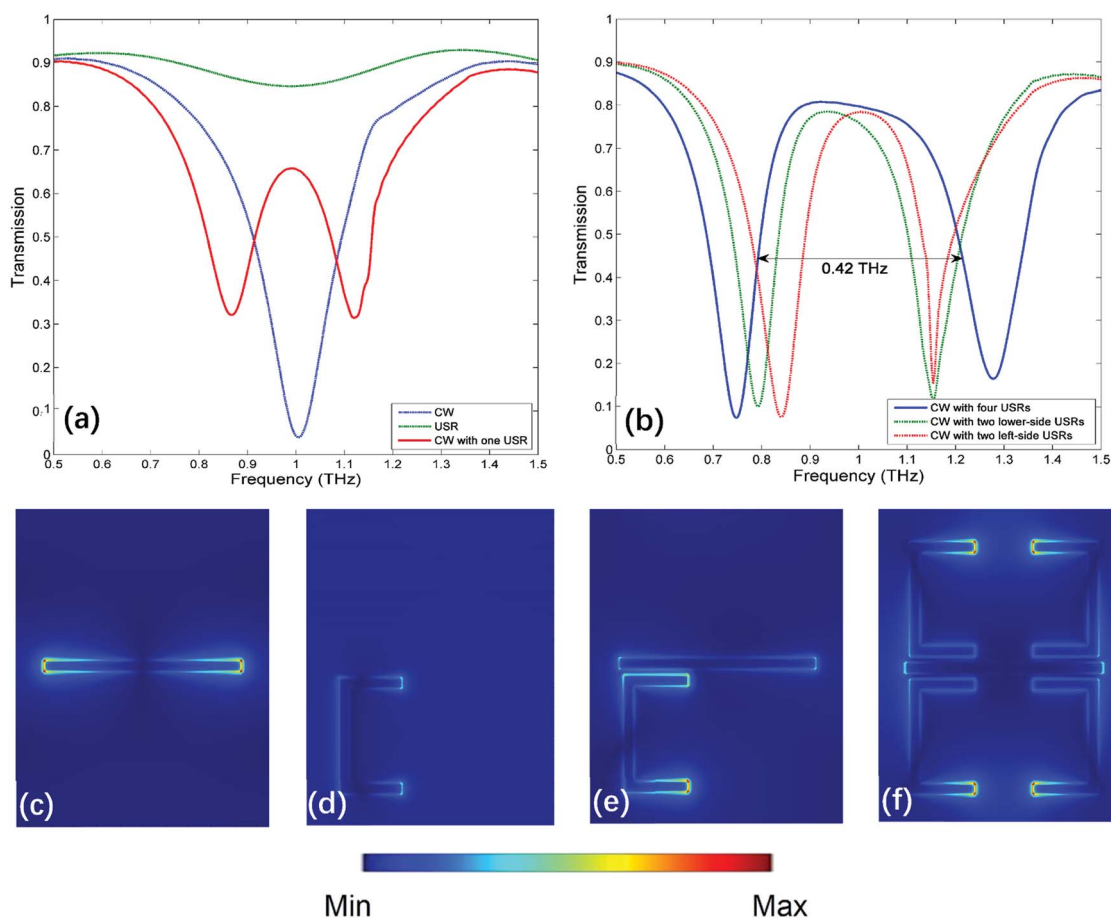 1
0.9
0.8
0.7
0.6
0.5
0.4
0.3
0.2
0.1
0
Transmission
(a)
CW
USR
CW with one USR
0.5 0.6 0.7 0.8 0.9 1 1.1 1.2 1.3 1.4 1.5
Frequency (THz)
1
0.9
0.8
0.7
0.6
0.5
0.4
0.3
0.2
0.1
0
Transmission
0.42 THz
(b)
CW with four USRs
CW with two lower-side USRs
CW with two left-side USRs
0.5 0.6 0.7 0.8 0.9 1 1.1 1.2 1.3 1.4 1.5
Frequency (THz)
(c)
(d)
(e)
(f)
Min Max